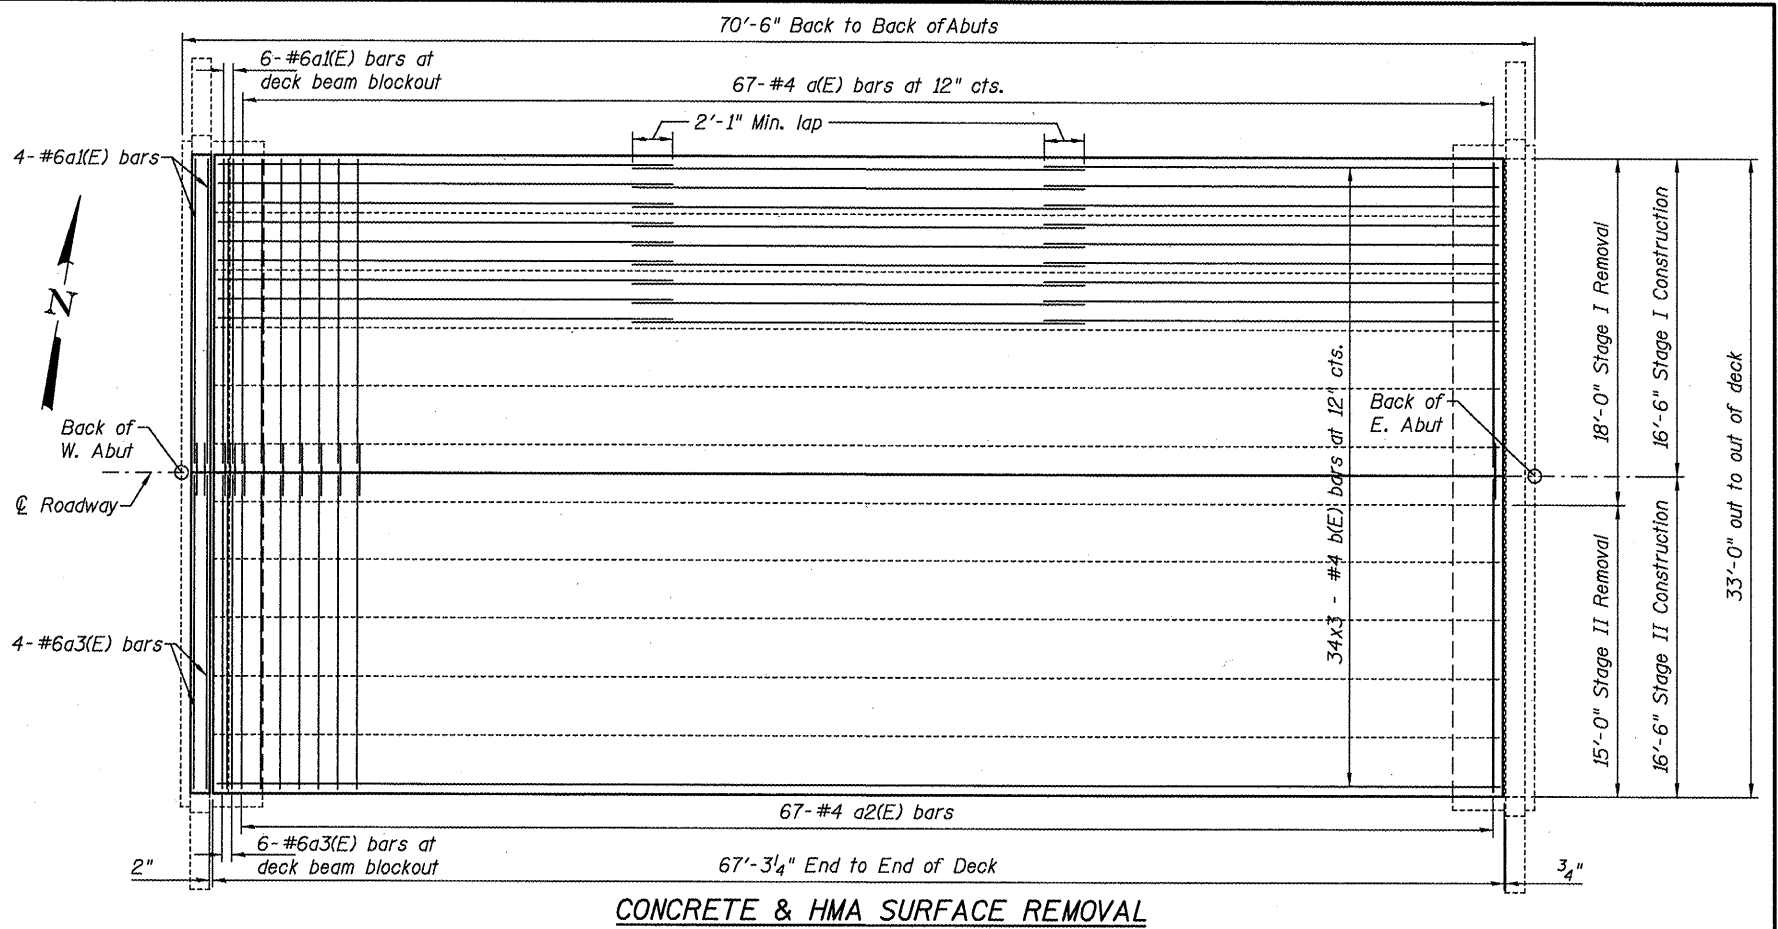 70'-6" Back to Back of Abuts
6-#6a1(E) bars at
deck beam blockout
67-#4 a(E) bars at 12" cts.
2'-1" Min. lap
4-#6a1(E) bars
N
Back of
W. Abut
℄ Roadway
4-#6a3(E) bars
34x3 - #4 b(E) bars at 12" cts.
Back of
E. Abut
18'-0" Stage I Removal
16'-6" Stage I Construction
15'-0" Stage II Removal
16'-6" Stage II Construction
33'-0" out to out of deck
67-#4 a2(E) bars
6-#6a3(E) bars at
deck beam blockout
2"
67'-3¼" End to End of Deck
¾"
CONCRETE & HMA SURFACE REMOVAL